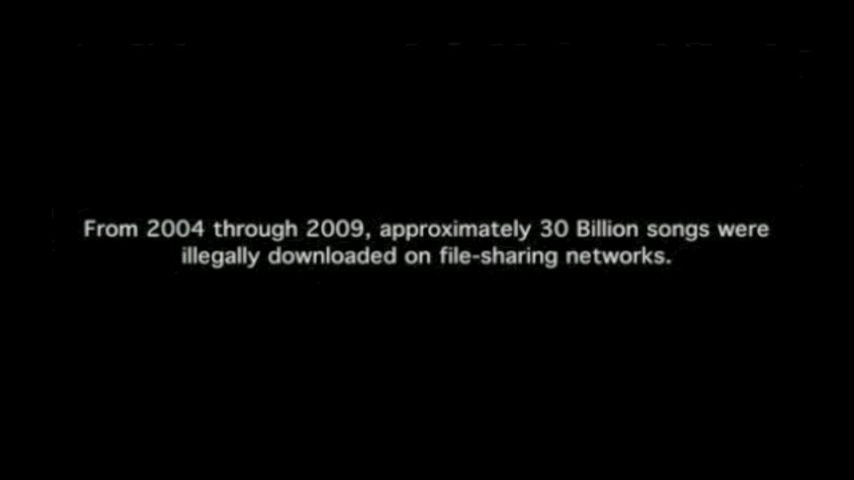 From 2004 through 2009, approximately 30 Billion songs were
illegally downloaded on file-sharing networks.